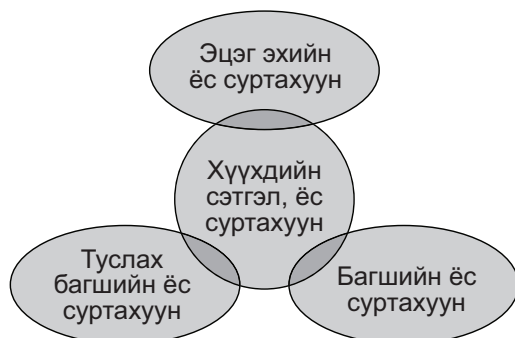 Эцэг эхийн
ёс суртахуун
Хүүхдийн
сэтгэл, ёс
суртахуун
Туслах
багшийн ёс
суртахуун
Багшийн ёс
суртахуун